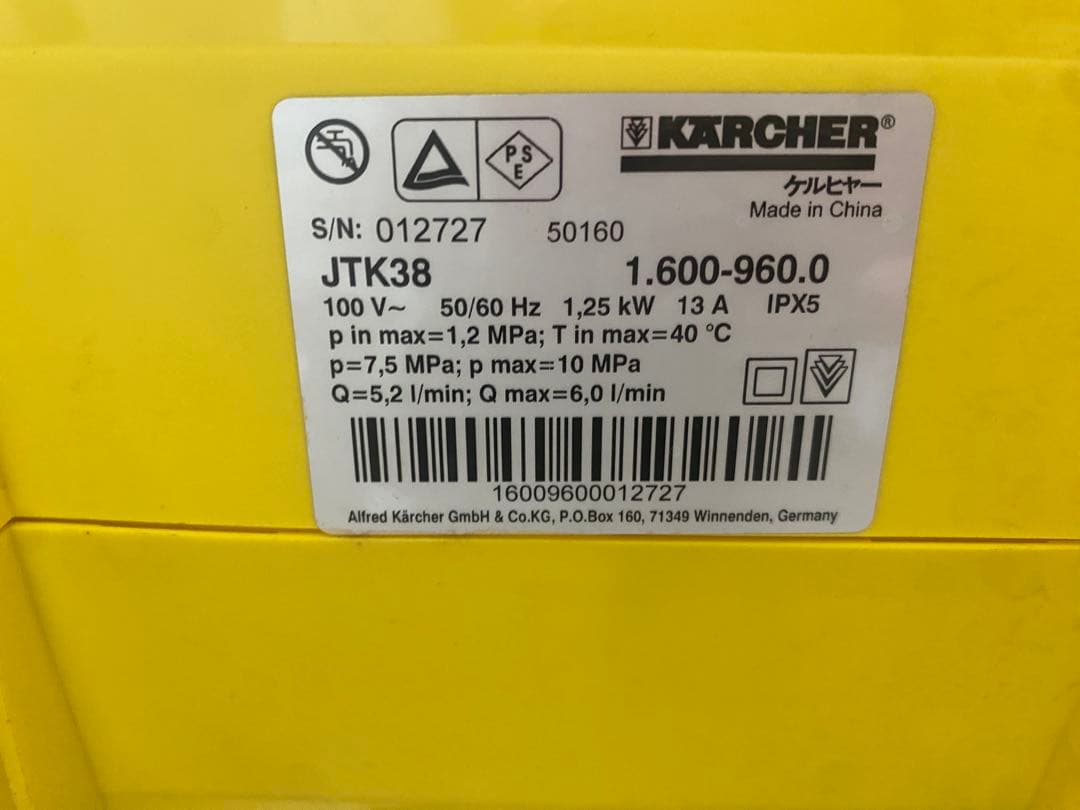 PSE
KÄRCHER®
ケルヒャー
Made in China
S/N: 012727 50160
JTK38 1.600-960.0
100 V~ 50/60 Hz 1,25 kW 13 A IPX5
p in max=1,2 MPa; T in max=40 °C
p=7,5 MPa; p max=10 MPa
Q=5,2 l/min; Q max=6,0 l/min
16009600012727
Alfred Kärcher GmbH & Co.KG, P.O.Box 160, 71349 Winnenden, Germany